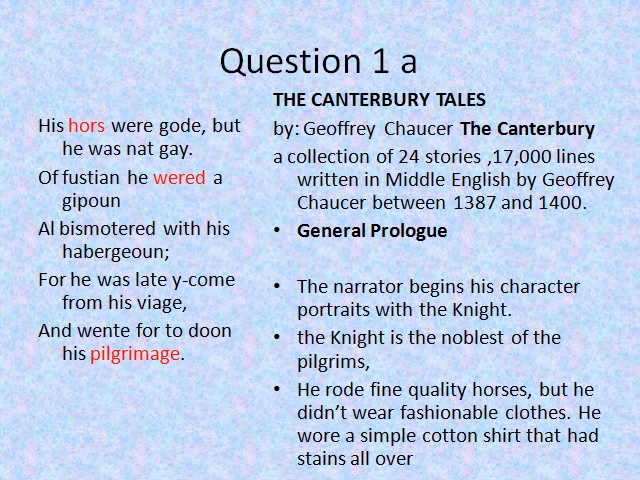 Question 1 a
His hors were gode, but
he was nat gay.
Of fustian he wered a
gipoun
Al bismotered with his
habergeoun;
For he was late y-come
from his viage,
And wente for to doon
his pilgrimage.
THE CANTERBURY TALES
by: Geoffrey Chaucer The Canterbury
a collection of 24 stories ,17,000 lines
written in Middle English by Geoffrey
Chaucer between 1387 and 1400.
• General Prologue
• The narrator begins his character
portraits with the Knight.
• the Knight is the noblest of the
pilgrims,
• He rode fine quality horses, but he
didn’t wear fashionable clothes. He
wore a simple cotton shirt that had
stains all over